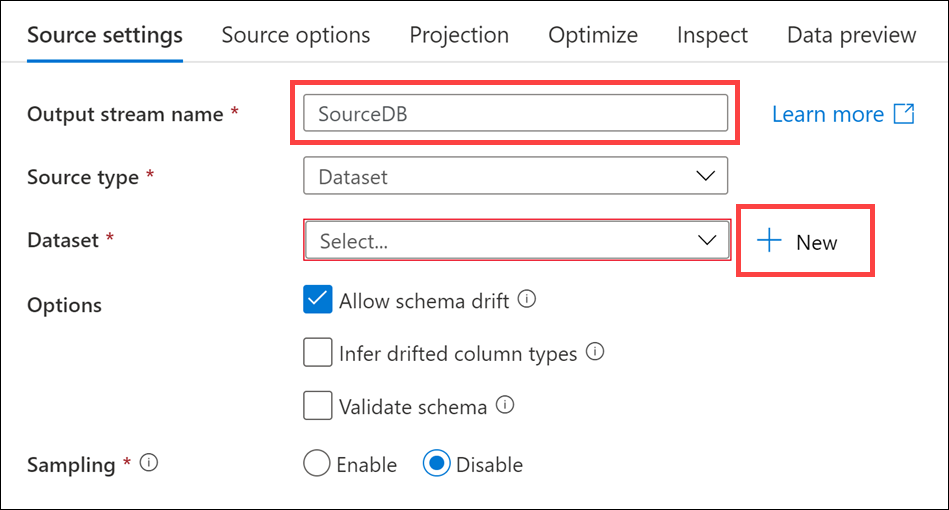 Source settings Source options Projection Optimize Inspect Data preview
Output stream name * SourceDB Learn more
Source type * Dataset
Dataset * Select... + New
Options Allow schema drift
Infer drifted column types
Validate schema
Sampling * Enable Disable